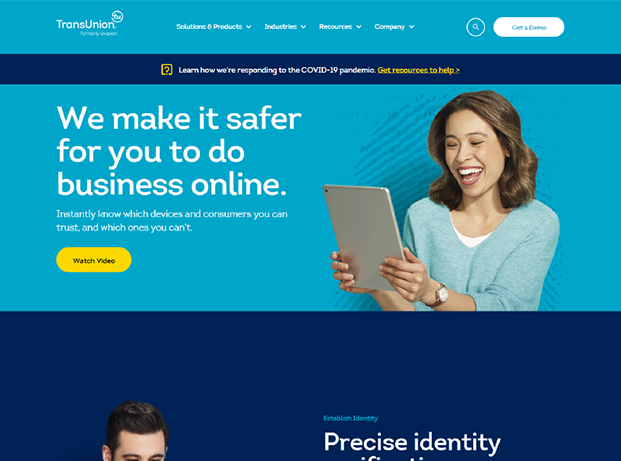 tu
TransUnion
Formerly iovation
Solutions & Products
Industries
Resources
Company
Get a Demo
Learn how we're responding to the COVID-19 pandemic. Get resources to help >
We make it safer
for you to do
business online.
Instantly know which devices and consumers you can
trust, and which ones you can't.
Watch Video
Establish Identity
Precise identity